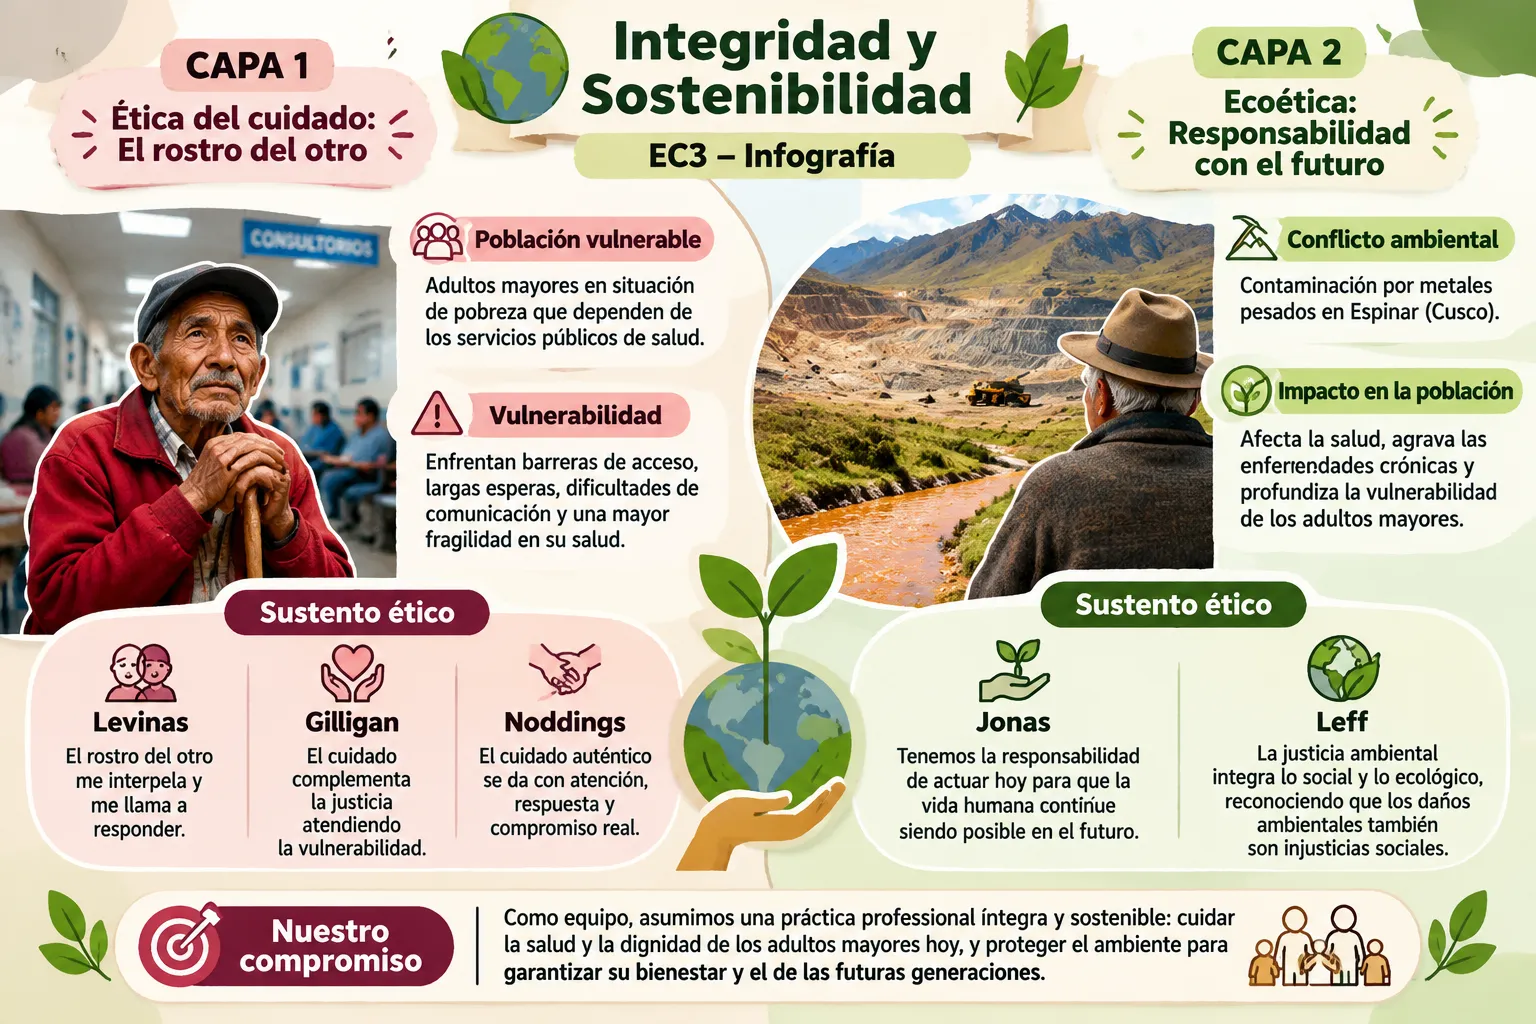 CAPA 1
Ética del cuidado:
El rostro del otro
Integridad y
Sostenibilidad
EC3 – Infografía
CAPA 2
Ecoética:
Responsabilidad
con el futuro
CONSULTORIOS
Población vulnerable
Adultos mayores en situación
de pobreza que dependen de
los servicios públicos de salud.
Vulnerabilidad
Enfrentan barreras de acceso,
largas esperas, dificultades de
comunicación y una mayor
fragilidad en su salud.
Conflicto ambiental
Contaminación por metales
pesados en Espinar (Cusco).
Impacto en la población
Afecta la salud, agrava las
enferrendades crónicas y
profundiza la vulnerabilidad
de los adultos mayores.
Sustento ético
Levinas
El rostro del otro
me interpela y
me llama a
responder.
Gilligan
El cuidado
complementa
la justicia
atendiendo
la vulnerabilidad.
Noddings
El cuidado auténtico
se da con atención,
respuesta y
compromiso real.
Sustento ético
Jonas
Tenemos la responsabilidad
de actuar hoy para que la
vida humana contiṅue
siendo posible en el futuro.
Leff
La justicia ambiental
integra lo social y lo ecológico,
reconociendo que los daños
ambientales también
son injusticias sociales.
Nuestro
compromiso
Como equipo, asumimos una práctica professional íntegra y sostenible: cuidar
la salud y la dignidad de los adultos mayores hoy, y proteger el ambiente para
garantizar su bienestar y el de las futuras generaciones.